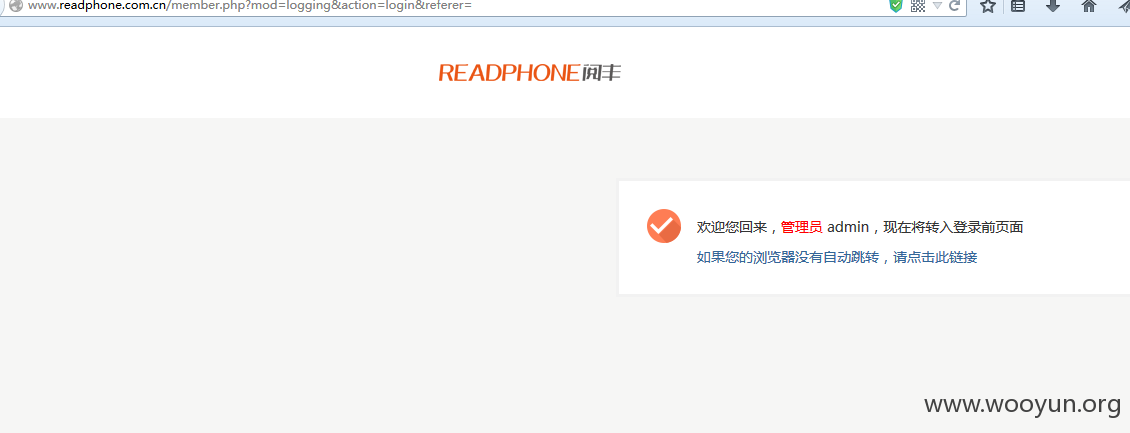 www.readphone.com.cn/member.php?mod=logging&action=login&referer=
READPHONE阅丰
欢迎您回来，管理员 admin，现在将转入登录前页面
如果您的浏览器没有自动跳转，请点击此链接
www.wooyun.org